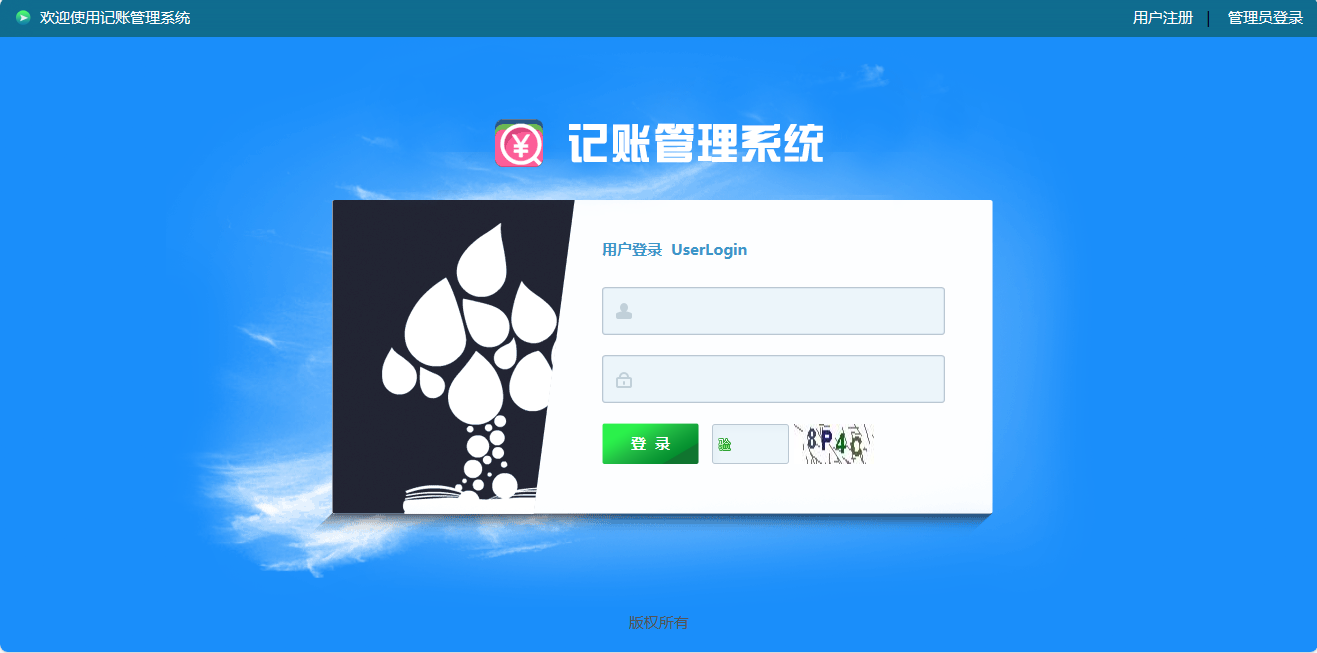 欢迎使用记账管理系统
用户注册 | 管理员登录
记账管理系统
用户登录 UserLogin
登 录
验
8P4C
版权所有